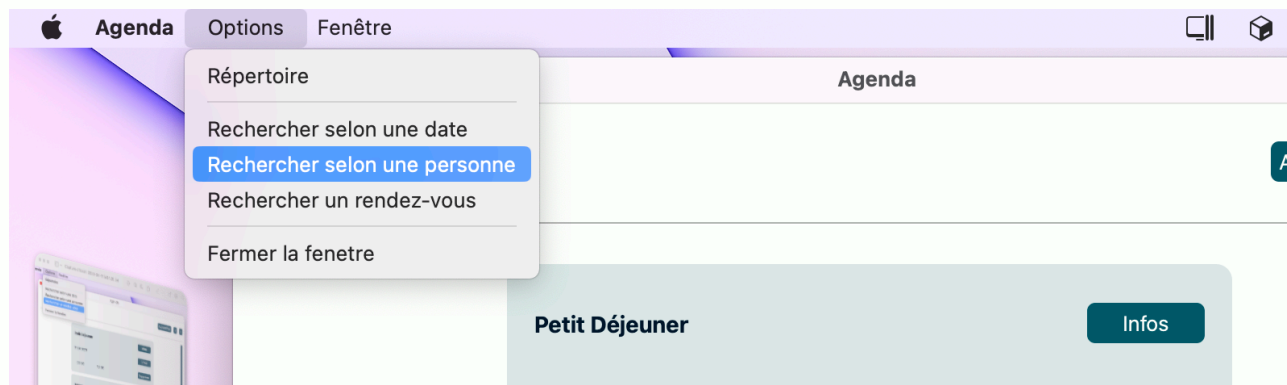 Agenda Options Fenêtre
Répertoire
Agenda
Rechercher selon une date
Rechercher selon une personne
Rechercher un rendez-vous
Fermer la fenetre
Petit Déjeuner
Infos